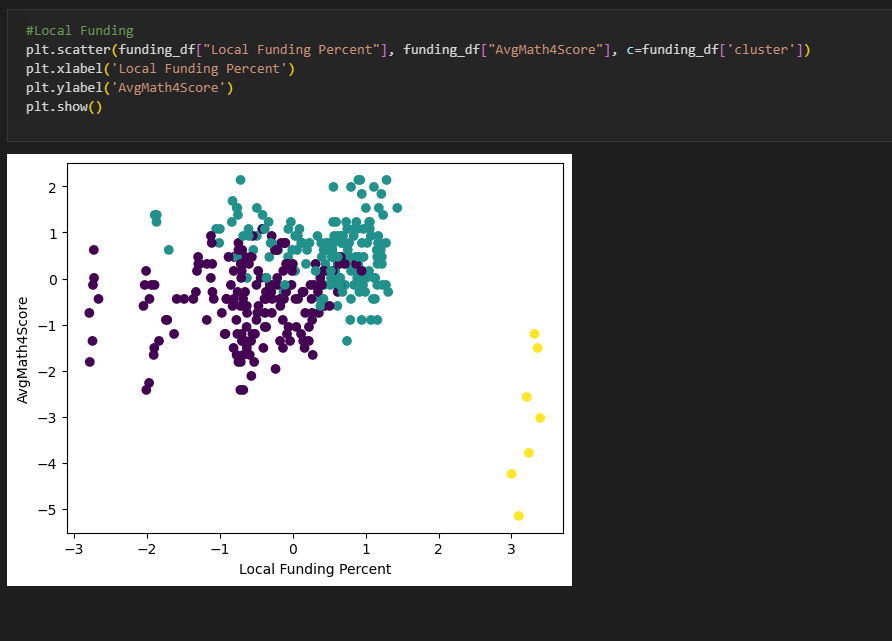 #Local Funding
plt.scatter(funding_df["Local Funding Percent"], funding_df["AvgMath4Score"], c=funding_df['cluster'])
plt.xlabel('Local Funding Percent')
plt.ylabel('AvgMath4Score')
plt.show()
2
1
0
−1
−2
−3
−4
−5
AvgMath4Score
−3 −2 −1 0 1 2 3
Local Funding Percent